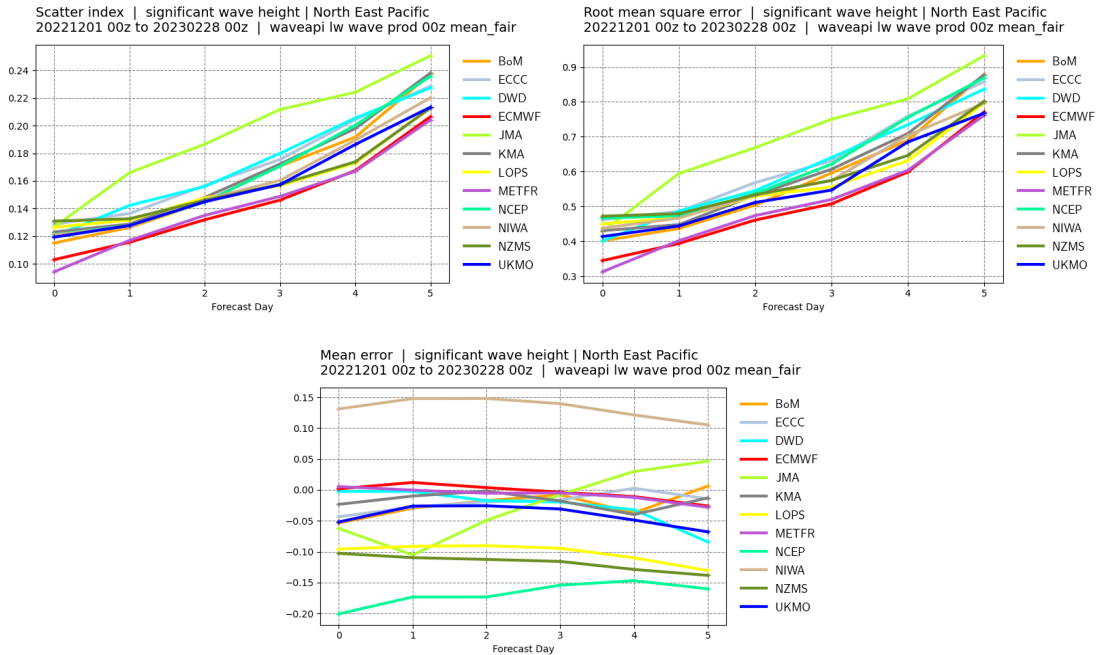 Scatter index | significant wave height | North East Pacific
20221201 00z to 20230228 00z | waveapi lw wave prod 00z mean_fair
0.24
0.22
0.20
0.18
0.16
0.14
0.12
0.10
0 1 2 3 4 5
Forecast Day
BoM
ECCC
DWD
ECMWF
JMA
KMA
LOPS
METFR
NCEP
NIWA
NZMS
UKMO
Root mean square error | significant wave height | North East Pacific
20221201 00z to 20230228 00z | waveapi lw wave prod 00z mean_fair
0.9
0.8
0.7
0.6
0.5
0.4
0.3
0 1 2 3 4 5
Forecast Day
BoM
ECCC
DWD
ECMWF
JMA
KMA
LOPS
METFR
NCEP
NIWA
NZMS
UKMO
Mean error | significant wave height | North East Pacific
20221201 00z to 20230228 00z | waveapi lw wave prod 00z mean_fair
0.15
0.10
0.05
0.00
−0.05
−0.10
−0.15
−0.20
0 1 2 3 4 5
Forecast Day
BoM
ECCC
DWD
ECMWF
JMA
KMA
LOPS
METFR
NCEP
NIWA
NZMS
UKMO